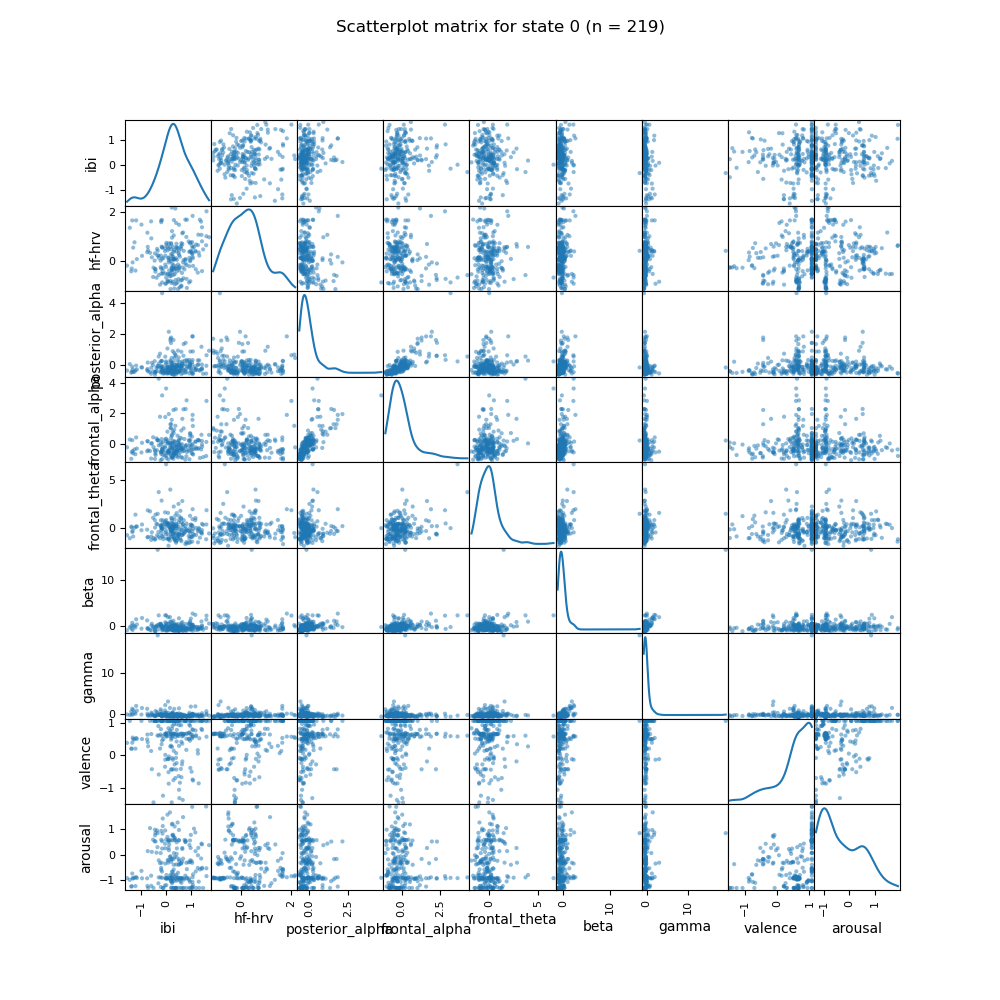 Scatterplot matrix for state 0 (n = 219)
ibi
1
0
-1
hf-hrv
2
0
posterior_alpha
4
2
0
frontal_alpha
4
2
0
frontal_theta
5
0
beta
10
0
gamma
10
0
valence
1
0
−1
arousal
1
0
−1
−1 0 1 0 2 0.0 2.5 0.0 2.5 0 5 0 10 0 10 −1 0 1 −1 0 1
ibi hf-hrv posterior_alpha frontal_alpha frontal_theta beta gamma valence arousal